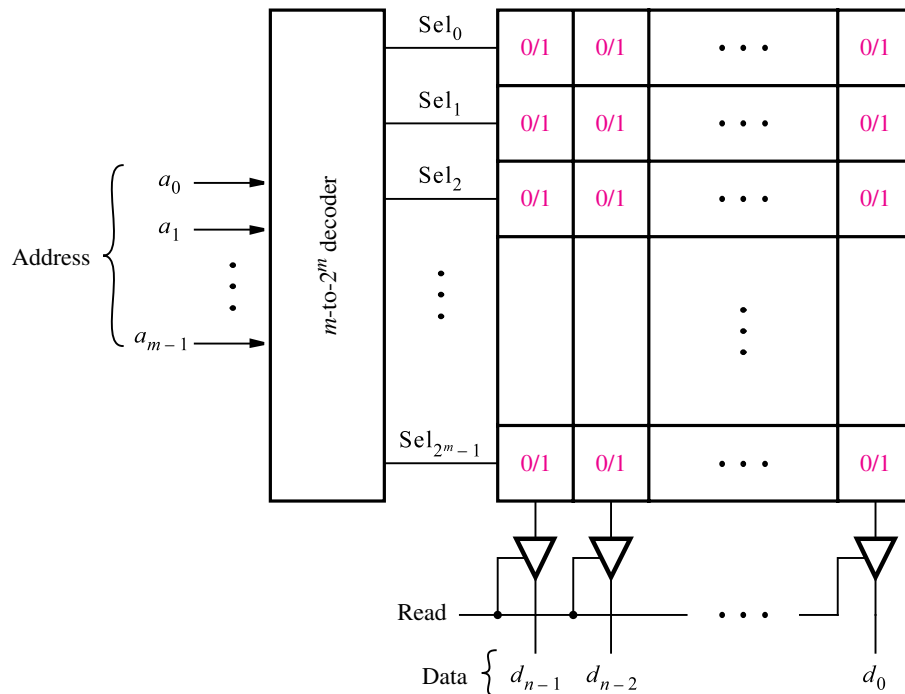 Sel₀ 0/1 0/1 • • • 0/1
Sel₁ 0/1 0/1 • • • 0/1
Sel₂ 0/1 0/1 • • • 0/1
Address
a₀
a₁
aₘ₋₁
m-to-2ᵐ decoder
Sel₂ᵐ₋₁ 0/1 0/1 • • • 0/1
Read • • •
Data { dₙ₋₁ dₙ₋₂ d₀